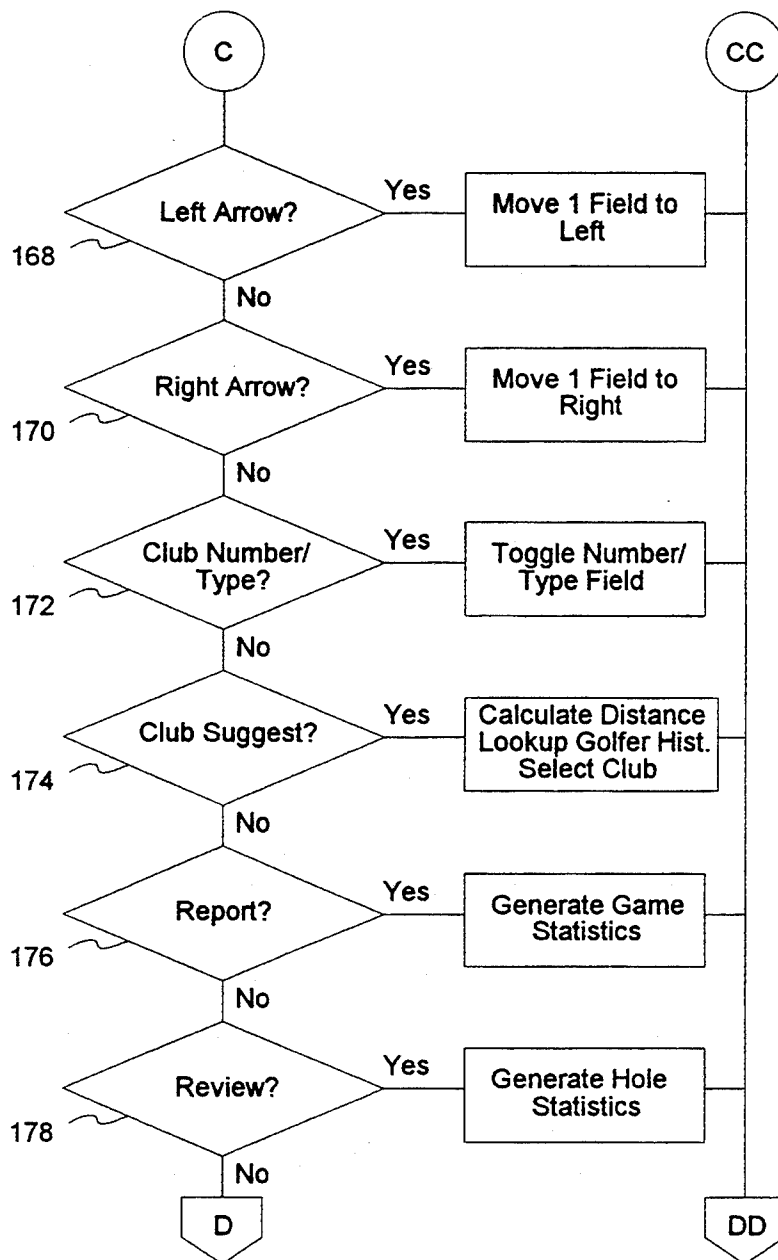 C
CC
Left Arrow?
Yes
Move 1 Field to
Left
168
No
Right Arrow?
Yes
Move 1 Field to
Right
170
No
Club Number/
Type?
Yes
Toggle Number/
Type Field
172
No
Club Suggest?
Yes
Calculate Distance
Lookup Golfer Hist.
Select Club
174
No
Report?
Yes
Generate Game
Statistics
176
No
Review?
Yes
Generate Hole
Statistics
178
No
D
DD